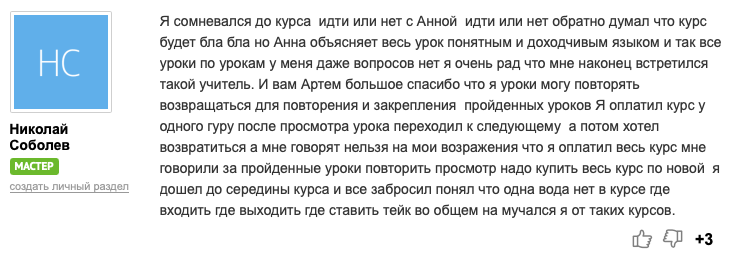 НС
Николай
Соболев
МАСТЕР
создать личный раздел
Я сомневался до курса идти или нет с Анной идти или нет обратно думал что курс
будет бла бла но Анна объясняет весь урок понятным и доходчивым языком и так все
уроки по урокам у меня даже вопросов нет я очень рад что мне наконец встретился
такой учитель. И вам Артем большое спасибо что я уроки могу повторять
возвращаться для повторения и закрепления пройденных уроков Я оплатил курс у
одного гуру после просмотра урока переходил к следующему а потом хотел
возвратиться а мне говорят нельзя на мои возражения что я оплатил весь курс мне
говорили за пройденные уроки повторить просмотр надо купить весь курс по новой я
дошел до середины курса и все забросил понял что одна вода нет в курсе где
входить где выходить где ставить тейк во общем на мучался я от таких курсов.
+3